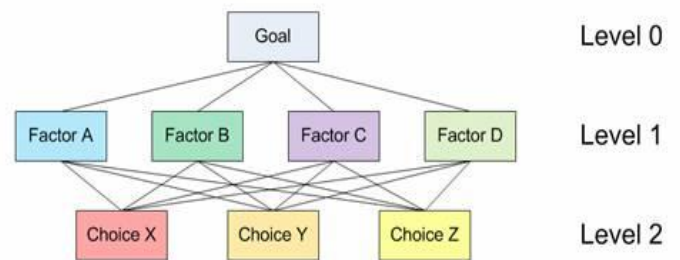 Goal
Level 0
Factor A
Factor B
Factor C
Factor D
Level 1
Choice X
Choice Y
Choice Z
Level 2